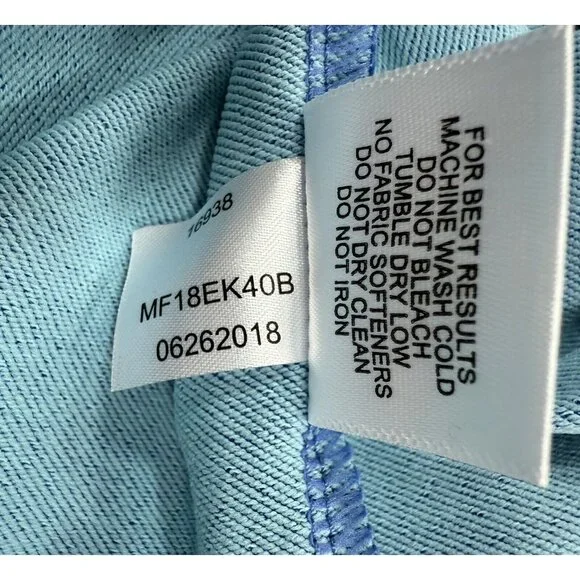 76938
MF18EK40B
06262018
FOR BEST RESULTS
MACHINE WASH COLD
DO NOT BLEACH
TUMBLE DRY LOW
NO FABRIC SOFTENERS
DO NOT DRY CLEAN
DO NOT IRON